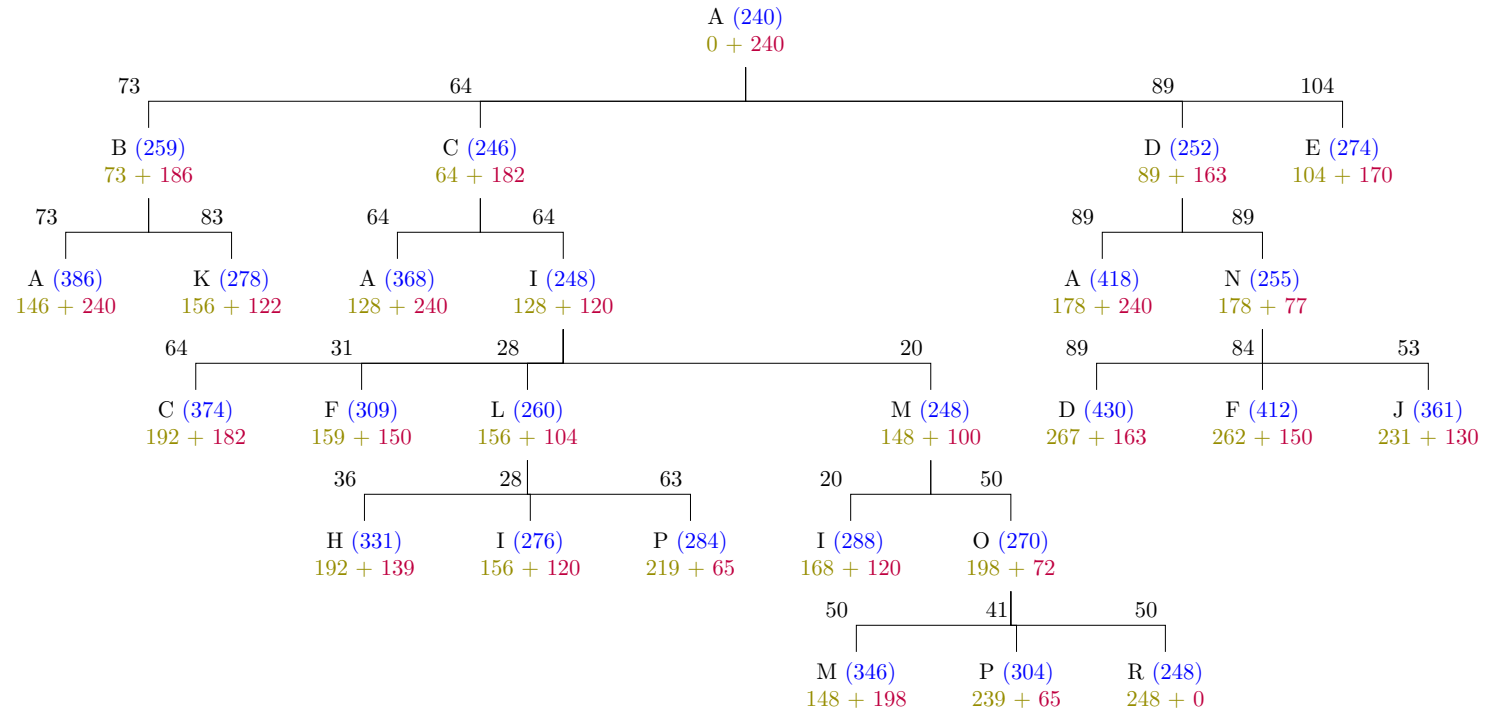 A (240)
0 + 240
73 64 89 104
B (259) C (246) D (252) E (274)
73 + 186 64 + 182 89 + 163 104 + 170
73 83 64 64 89 89
A (386) K (278) A (368) I (248) A (418) N (255)
146 + 240 156 + 122 128 + 240 128 + 120 178 + 240 178 + 77
64 31 28 20 89 84 53
C (374) F (309) L (260) M (248) D (430) F (412) J (361)
192 + 182 159 + 150 156 + 104 148 + 100 267 + 163 262 + 150 231 + 130
36 28 63 20 50
H (331) I (276) P (284) I (288) O (270)
192 + 139 156 + 120 219 + 65 168 + 120 198 + 72
50 41 50
M (346) P (304) R (248)
148 + 198 239 + 65 248 + 0